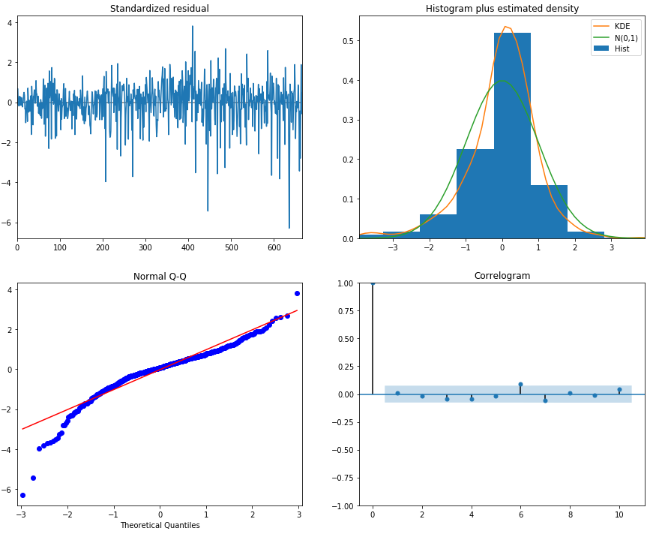 Standardized residual
4
2
0
−2
−4
−6
0 100 200 300 400 500 600
Histogram plus estimated density
KDE
N(0,1)
Hist
0.5
0.4
0.3
0.2
0.1
0.0
−3 −2 −1 0 1 2 3
Normal Q-Q
4
2
0
−2
−4
−6
−3 −2 −1 0 1 2 3
Theoretical Quantiles
Correlogram
1.00
0.75
0.50
0.25
0.00
−0.25
−0.50
−0.75
−1.00
0 2 4 6 8 10